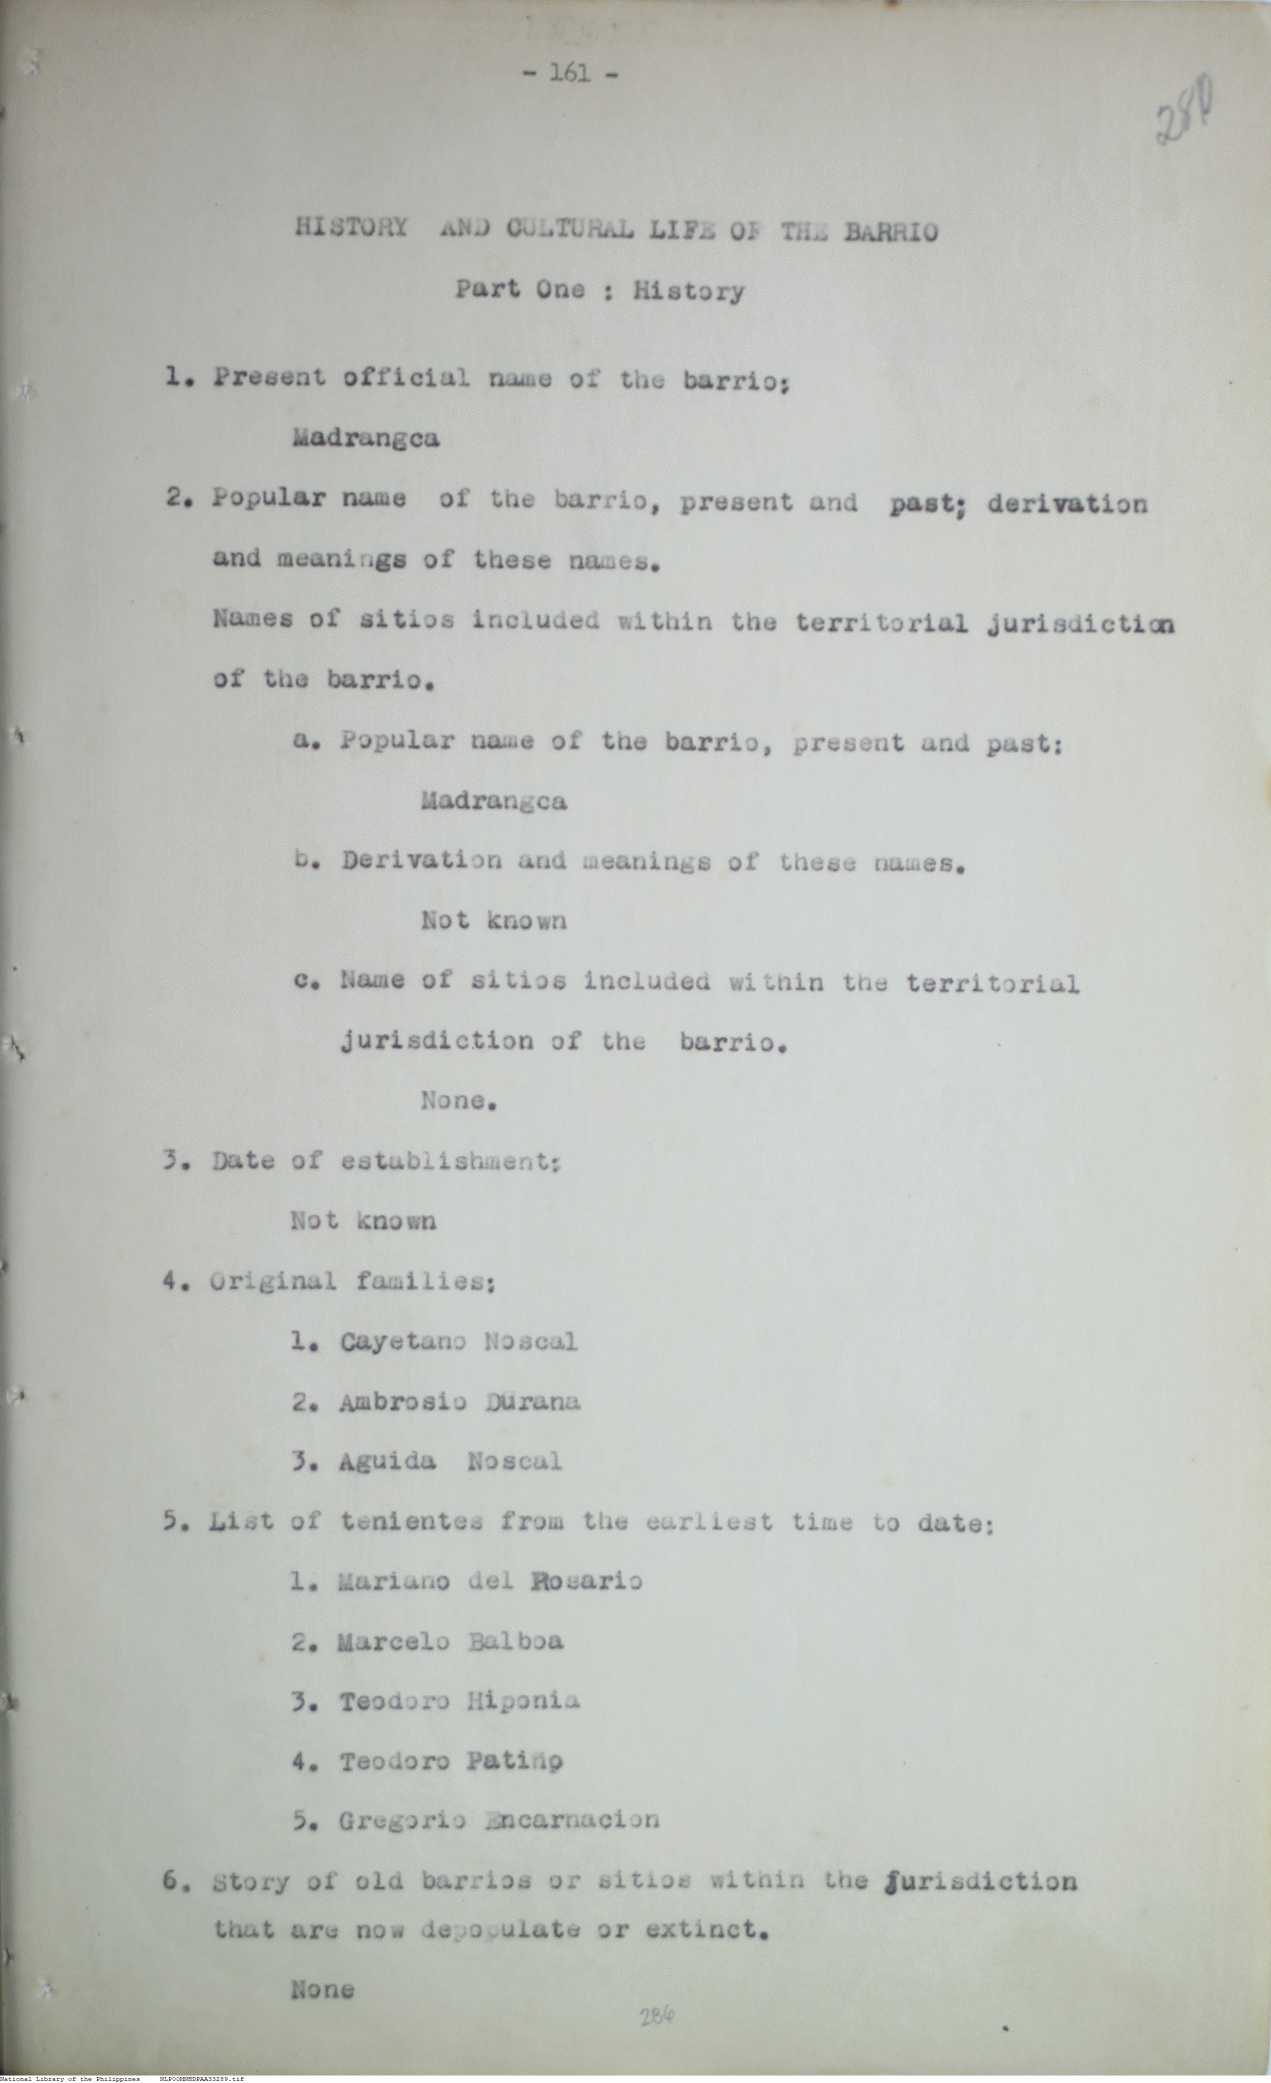 - 161 -
HISTORY AND CULTURAL LIFE OF THE BARRIO
Part One : History
1. Present official name of the barrio;
Madrangca
2. Popular name of the barrio, present and past; derivation
and meanings of these names.
Names of sitios included within the territorial jurisdiction
of the barrio.
a. Popular name of the barrio, present and past:
Madrangca
b. Derivation and meanings of these names.
Not known
c. Name of sitios included within the territorial
jurisdiction of the barrio.
None.
3. Date of establishment;
Not known
4. Original families;
1. Cayetano Noscal
2. Ambrosio Durana
3. Aguida Noscal
5. List of tenientes from the earliest time to date:
1. Mariano del Rosario
2. Marcelo Balboa
3. Teodoro Hiponia
4. Teodoro Patino
5. Gregorio Encarnacion
6. Story of old barrios or sitios within the jurisdiction
that are now depopulate or extinct.
None
286
National Library of the Philippines